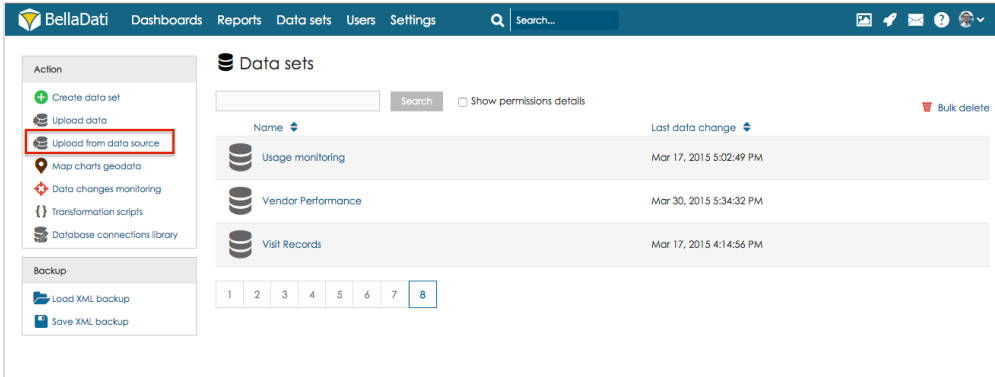 BellaDati Dashboards Reports Data sets Users Settings Search...
Action
Create data set
Upload data
Upload from data source
Map charts geodata
Data changes monitoring
{} Transformation scripts
Database connections library
Backup
Load XML backup
Save XML backup
Data sets
Search Show permissions details
Bulk delete
Name Last data change
Usage monitoring Mar 17, 2015 5:02:49 PM
Vendor Performance Mar 30, 2015 5:34:32 PM
Visit Records Mar 17, 2015 4:14:56 PM
1 2 3 4 5 6 7 8